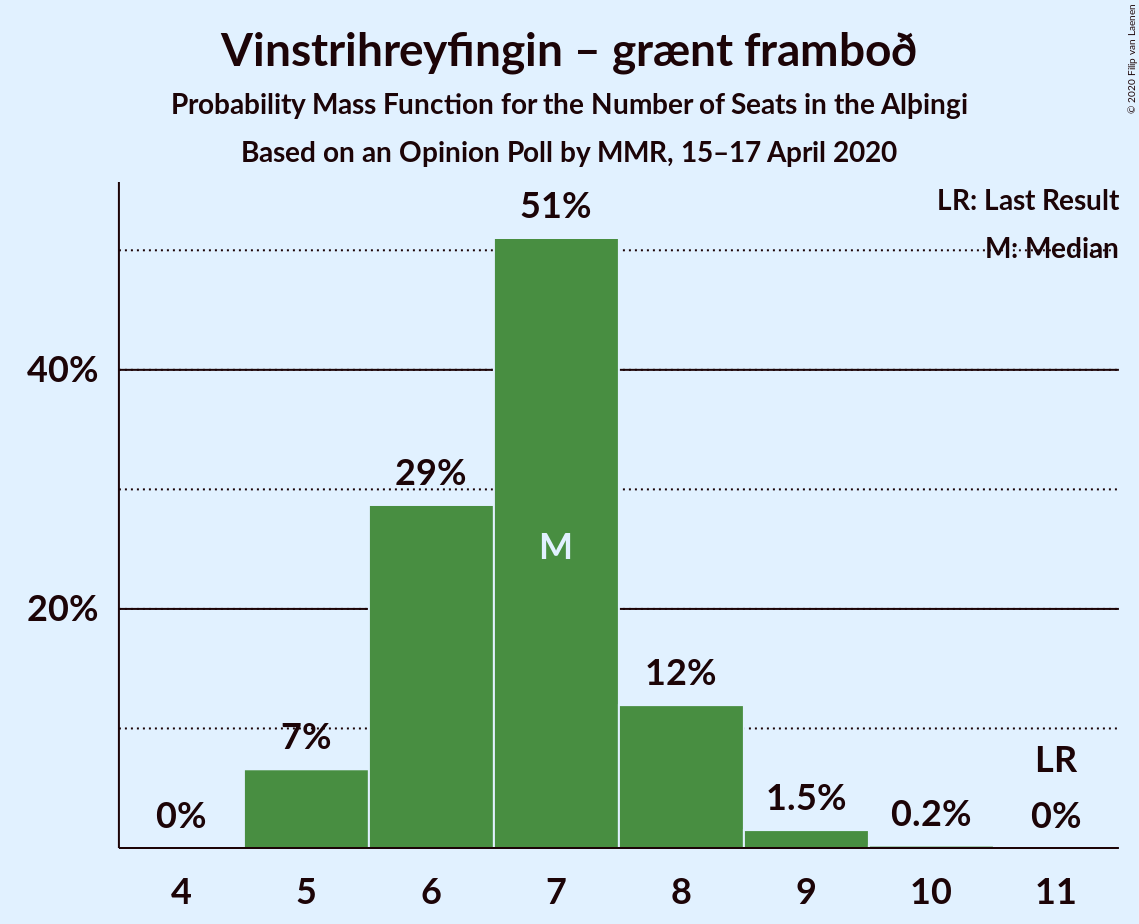 Vinstrihreyfingin – grænt framboð
Probability Mass Function for the Number of Seats in the Alþingi
Based on an Opinion Poll by MMR, 15–17 April 2020
© 2020 Filip van Laenen
LR: Last Result
M: Median
51%
40%
29%
M
20%
12%
7%
LR
1.5%
0%
0.2%
0%
4 5 6 7 8 9 10 11